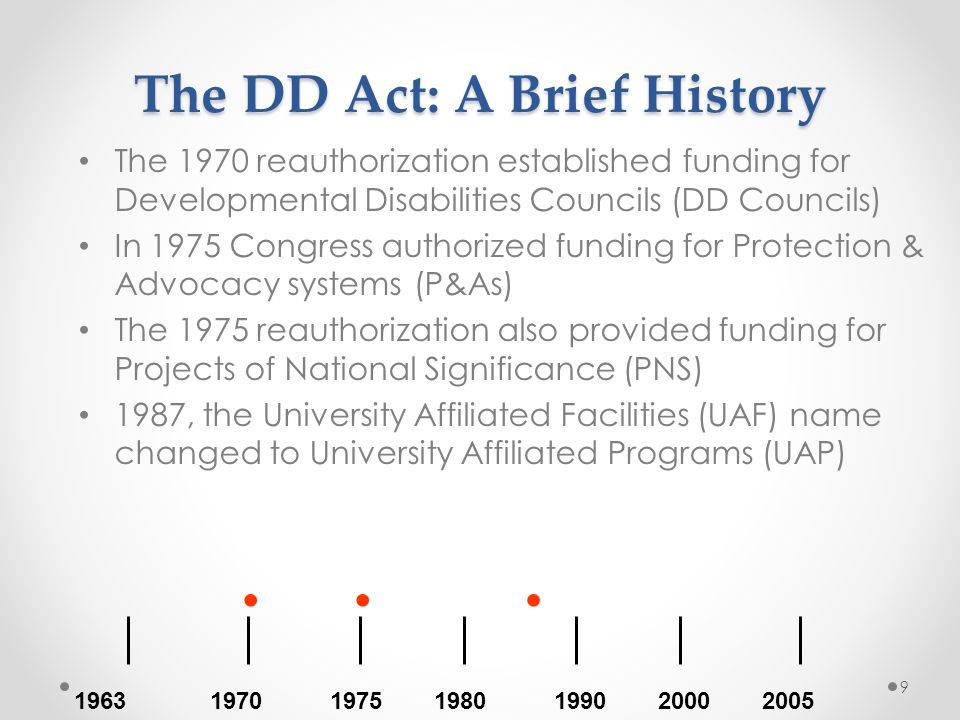 The DD Act: A Brief History
• The 1970 reauthorization established funding for
Developmental Disabilities Councils (DD Councils)
• In 1975 Congress authorized funding for Protection &
Advocacy systems (P&As)
• The 1975 reauthorization also provided funding for
Projects of National Significance (PNS)
• 1987, the University Affiliated Facilities (UAF) name
changed to University Affiliated Programs (UAP)
1963 1970 1975 1980 1990 2000 2005
9